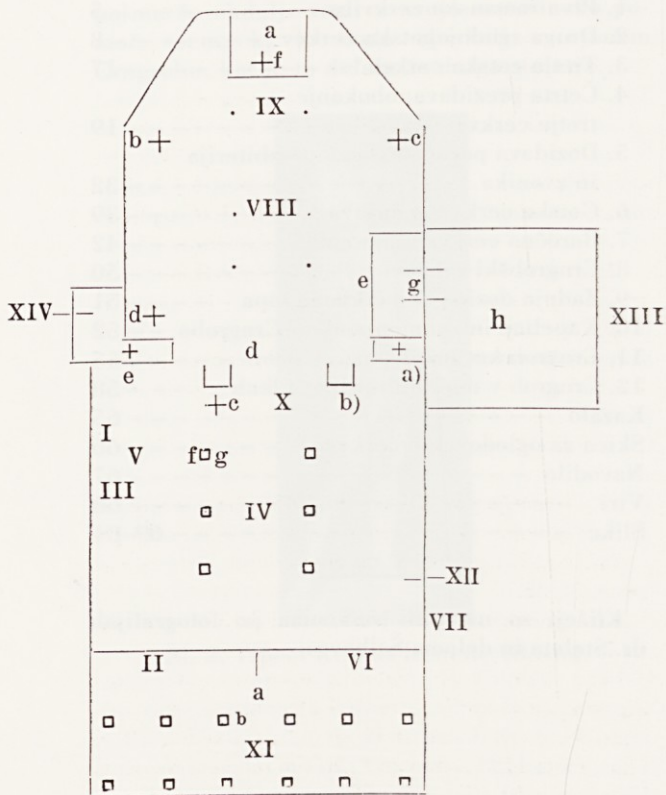 a
+f
IX
b + +c
VIII
e g
XIV d+ h XIII
+ +
e d a)
+c X b)
I
V f g
III IV
XII
VII
II VI
a
b
XI